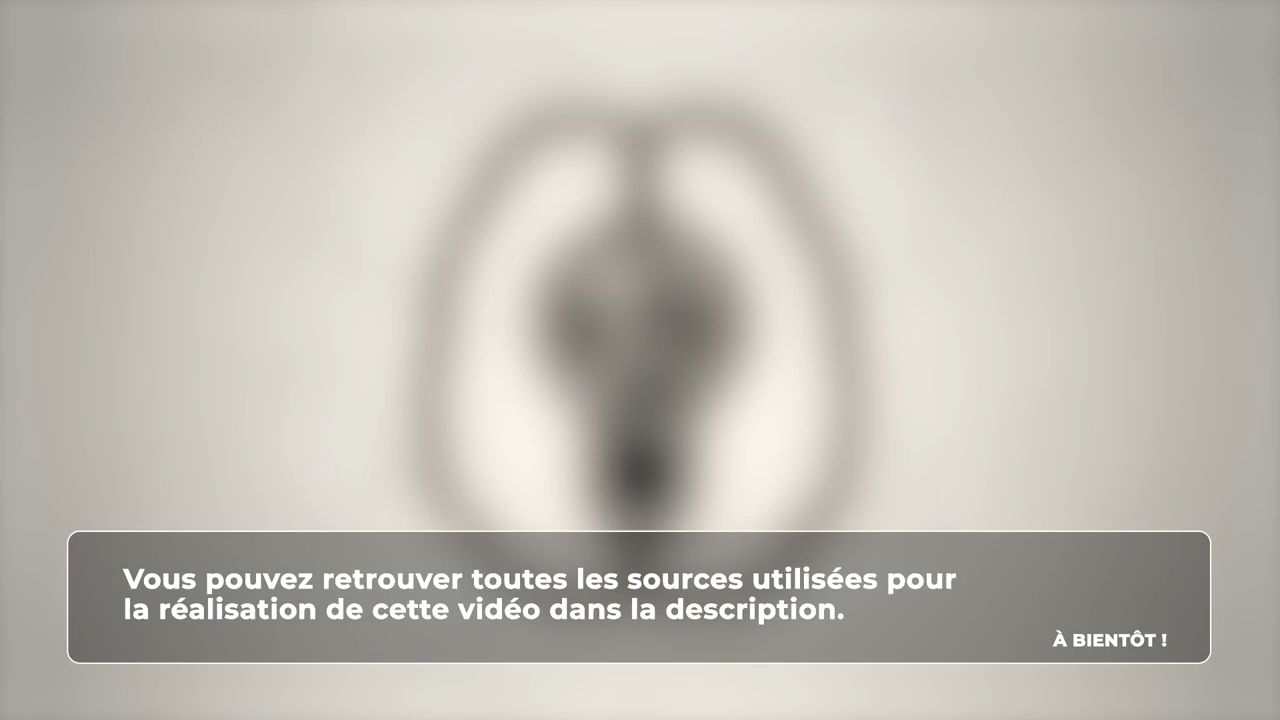 Vous pouvez retrouver toutes les sources utilisées pour
la réalisation de cette vidéo dans la description.
À BIENTÔT !